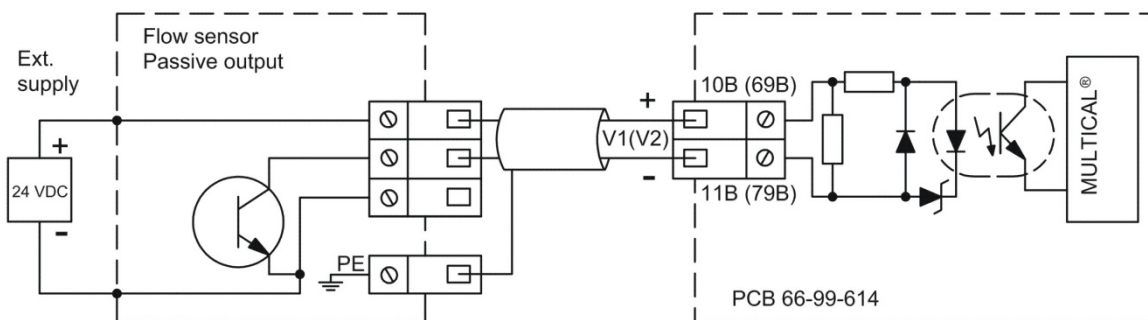 Ext.
supply
+
24 VDC
-
Flow sensor
Passive output
PE
+
V1(V2)
-
10B (69B)
11B (79B)
MULTICAL®
PCB 66-99-614